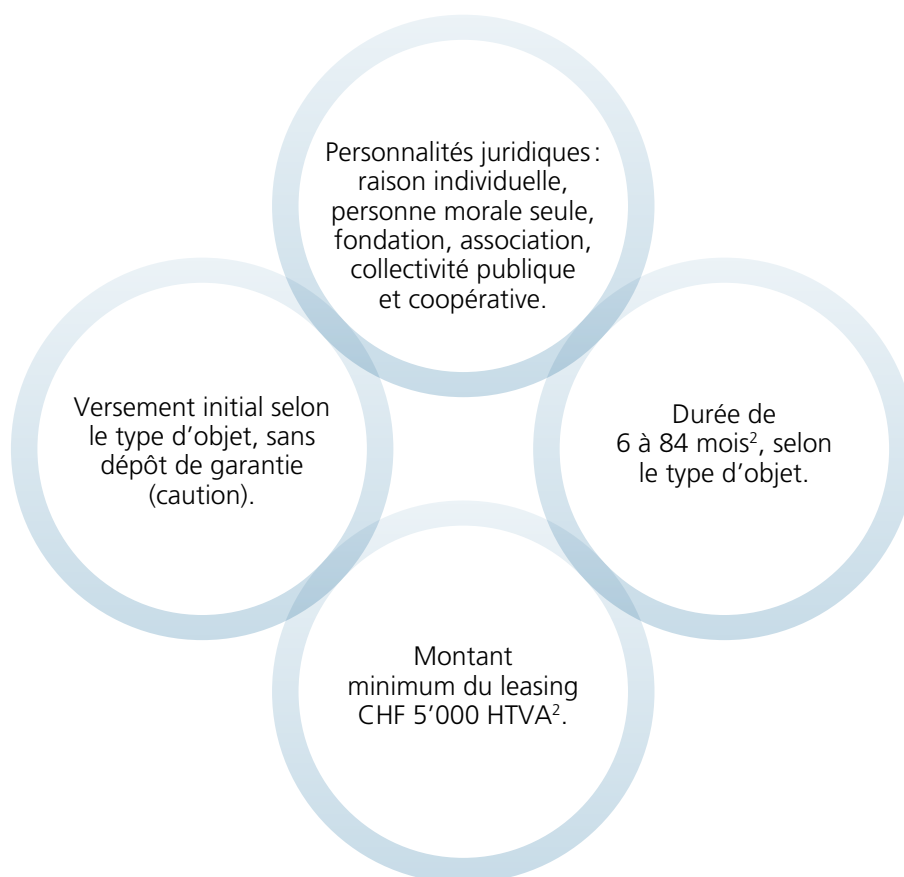 Personnalités juridiques :
raison individuelle,
personne morale seule,
fondation, association,
collectivité publique
et coopérative.
Versement initial selon
le type d’objet, sans
dépôt de garantie
(caution).
Durée de
6 à 84 mois², selon
le type d’objet.
Montant
minimum du leasing
CHF 5’000 HTVA².